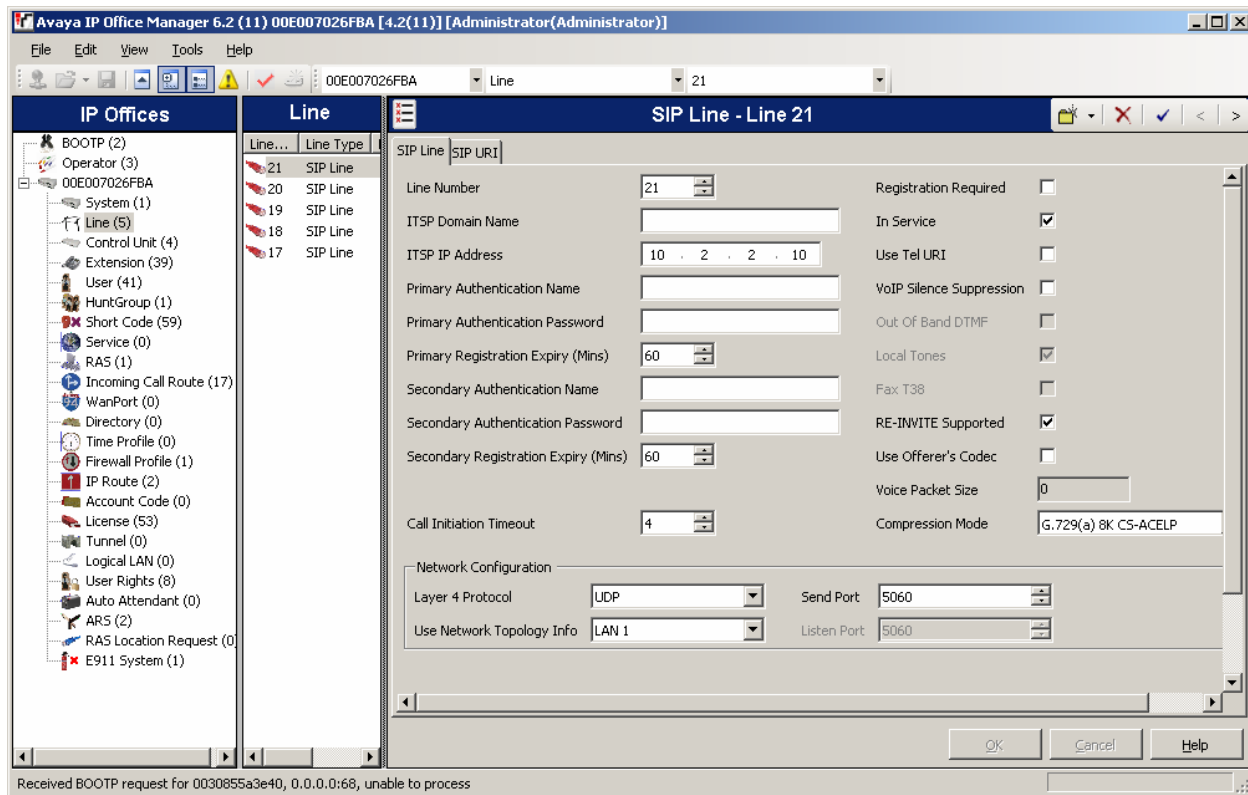 Avaya IP Office Manager 6.2 (11) 00E007026FBA [4.2(11)] [Administrator(Administrator)]
File Edit View Tools Help
00E007026FBA Line 21
IP Offices
BOOTP (2)
Operator (3)
00E007026FBA
System (1)
Line (5)
Control Unit (4)
Extension (39)
User (41)
HuntGroup (1)
Short Code (59)
Service (0)
RAS (1)
Incoming Call Route (17)
WanPort (0)
Directory (0)
Time Profile (0)
Firewall Profile (1)
IP Route (2)
Account Code (0)
License (53)
Tunnel (0)
Logical LAN (0)
User Rights (8)
Auto Attendant (0)
ARS (2)
RAS Location Request (0
E911 System (1)
Line
Line... Line Type
21 SIP Line
20 SIP Line
19 SIP Line
18 SIP Line
17 SIP Line
SIP Line - Line 21
SIP Line SIP URI
Line Number 21 Registration Required
ITSP Domain Name In Service
ITSP IP Address 10 . 2 . 2 . 10 Use Tel URI
Primary Authentication Name VoIP Silence Suppression
Primary Authentication Password Out Of Band DTMF
Primary Registration Expiry (Mins) 60 Local Tones
Secondary Authentication Name Fax T38
Secondary Authentication Password RE-INVITE Supported
Secondary Registration Expiry (Mins) 60 Use Offerer's Codec
Voice Packet Size 0
Call Initiation Timeout 4 Compression Mode G.729(a) 8K CS-ACELP
Network Configuration
Layer 4 Protocol UDP Send Port 5060
Use Network Topology Info LAN 1 Listen Port 5060
OK Cancel Help
Received BOOTP request for 0030855a3e40, 0.0.0.0:68, unable to process